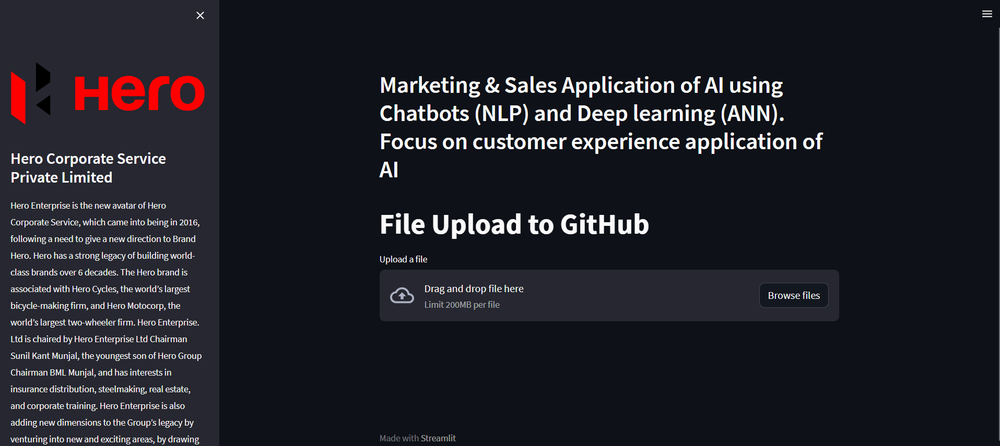 Hero
Hero Corporate Service
Private Limited
Hero Enterprise is the new avatar of Hero
Corporate Service, which came into being in 2016,
following a need to give a new direction to Brand
Hero. Hero has a strong legacy of building world-
class brands over 6 decades. The Hero brand is
associated with Hero Cycles, the world’s largest
bicycle-making firm, and Hero Motocorp, the
world’s largest two-wheeler firm. Hero Enterprise.
Ltd is chaired by Hero Enterprise Ltd Chairman
Sunil Kant Munjal, the youngest son of Hero Group
Chairman BML Munjal, and has interests in
insurance distribution, steelmaking, real estate,
and corporate training. Hero Enterprise is also
adding new dimensions to the Group’s legacy by
venturing into new and exciting areas, by drawing
Marketing & Sales Application of AI using
Chatbots (NLP) and Deep learning (ANN).
Focus on customer experience application of
AI
File Upload to GitHub
Upload a file
Drag and drop file here
Limit 200MB per file
Browse files
Made with Streamlit